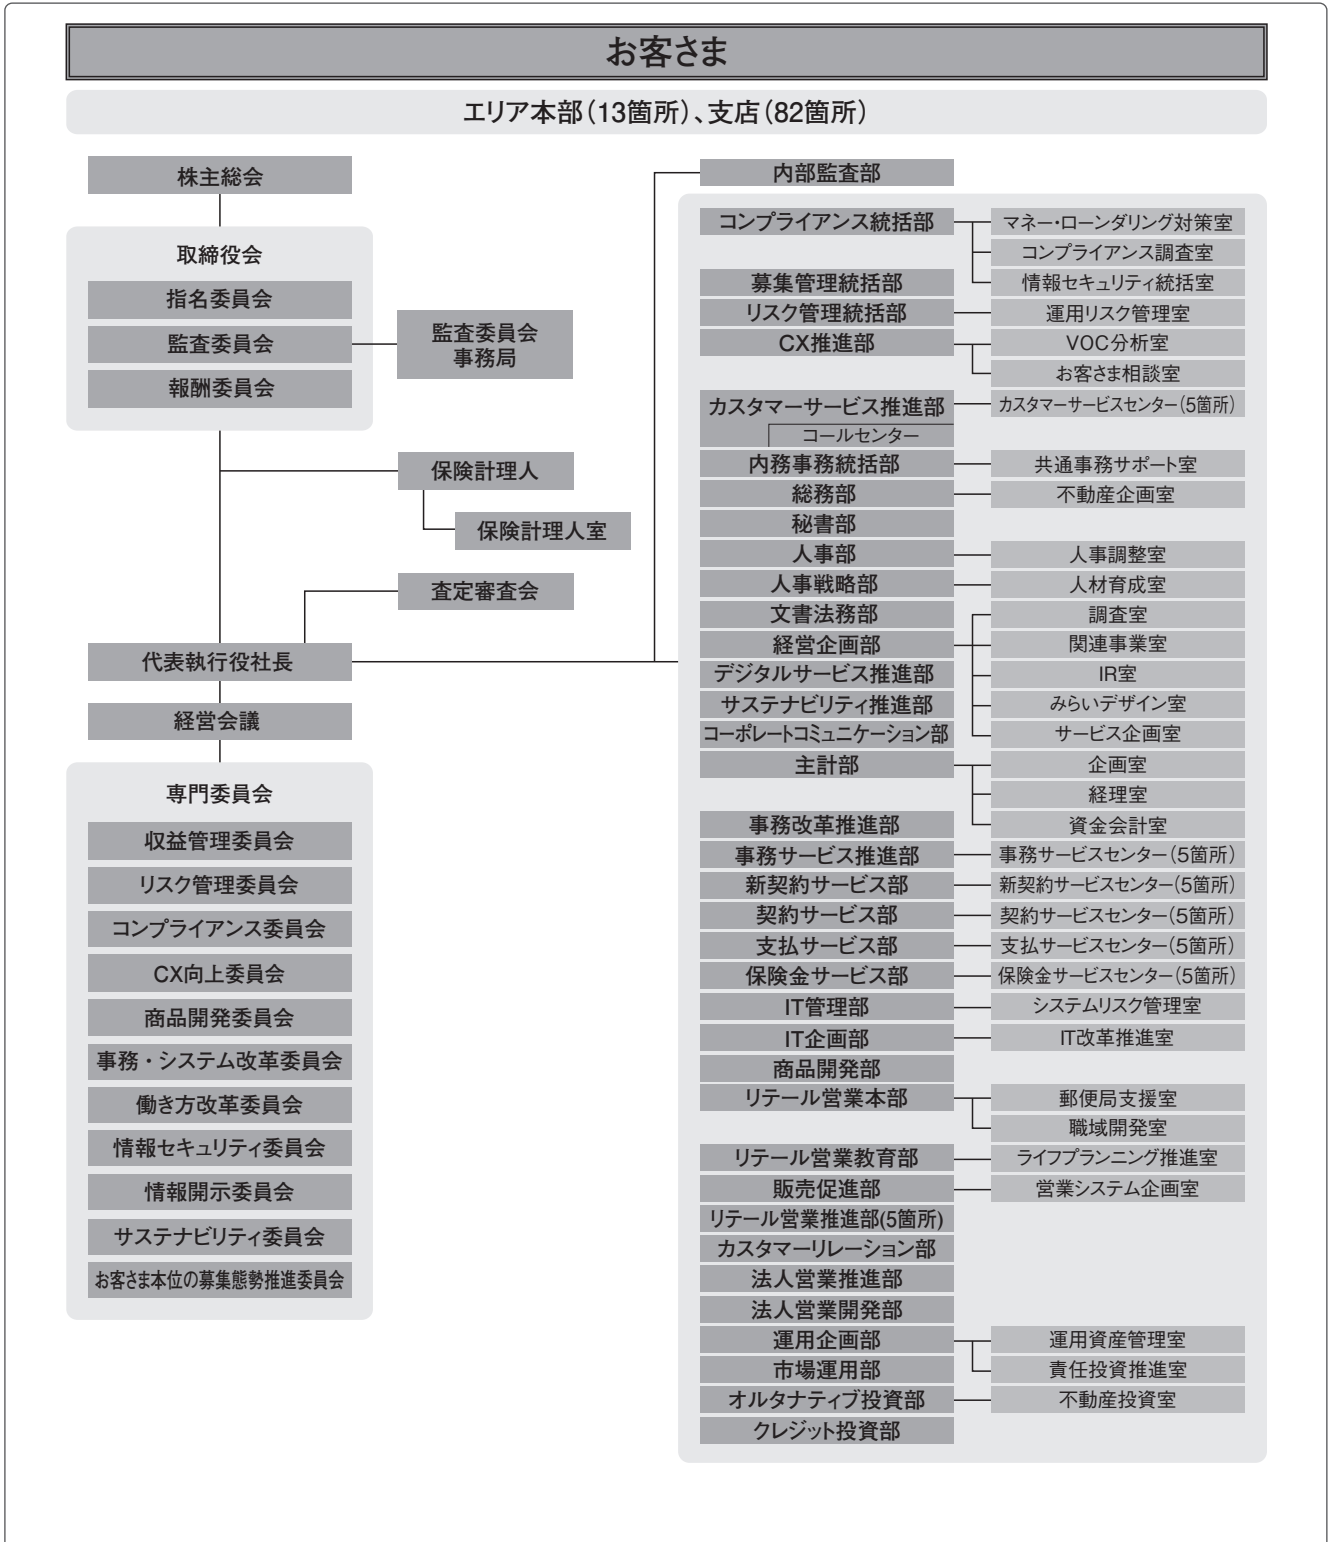 お客さま
エリア本部（13箇所）、支店（82箇所）
株主総会
取締役会
指名委員会
監査委員会
報酬委員会
監査委員会
事務局
保険計理人
保険計理人室
査定審査会
代表執行役社長
経営会議
専門委員会
収益管理委員会
リスク管理委員会
コンプライアンス委員会
CX向上委員会
商品開発委員会
事務・システム改革委員会
働き方改革委員会
情報セキュリティ委員会
情報開示委員会
サステナビリティ委員会
お客さま本位の募集態勢推進委員会
内部監査部
コンプライアンス統括部
マネー・ローンダリング対策室
コンプライアンス調査室
募集管理統括部
情報セキュリティ統括室
リスク管理統括部
運用リスク管理室
CX推進部
VOC分析室
お客さま相談室
カスタマーサービス推進部
カスタマーサービスセンター（5箇所）
コールセンター
内務事務統括部
共通事務サポート室
総務部
不動産企画室
秘書部
人事部
人事調整室
人事戦略部
人材育成室
文書法務部
調査室
経営企画部
関連事業室
デジタルサービス推進部
IR室
サステナビリティ推進部
みらいデザイン室
コーポレートコミュニケーション部
サービス企画室
主計部
企画室
経理室
事務改革推進部
資金会計室
事務サービス推進部
事務サービスセンター（5箇所）
新契約サービス部
新契約サービスセンター（5箇所）
契約サービス部
契約サービスセンター（5箇所）
支払サービス部
支払サービスセンター（5箇所）
保険金サービス部
保険金サービスセンター（5箇所）
IT管理部
システムリスク管理室
IT企画部
IT改革推進室
商品開発部
リテール営業本部
郵便局支援室
職域開発室
リテール営業教育部
ライフプランニング推進室
販売促進部
営業システム企画室
リテール営業推進部(5箇所)
カスタマーリレーション部
法人営業推進部
法人営業開発部
運用企画部
運用資産管理室
市場運用部
責任投資推進室
オルタナティブ投資部
不動産投資室
クレジット投資部